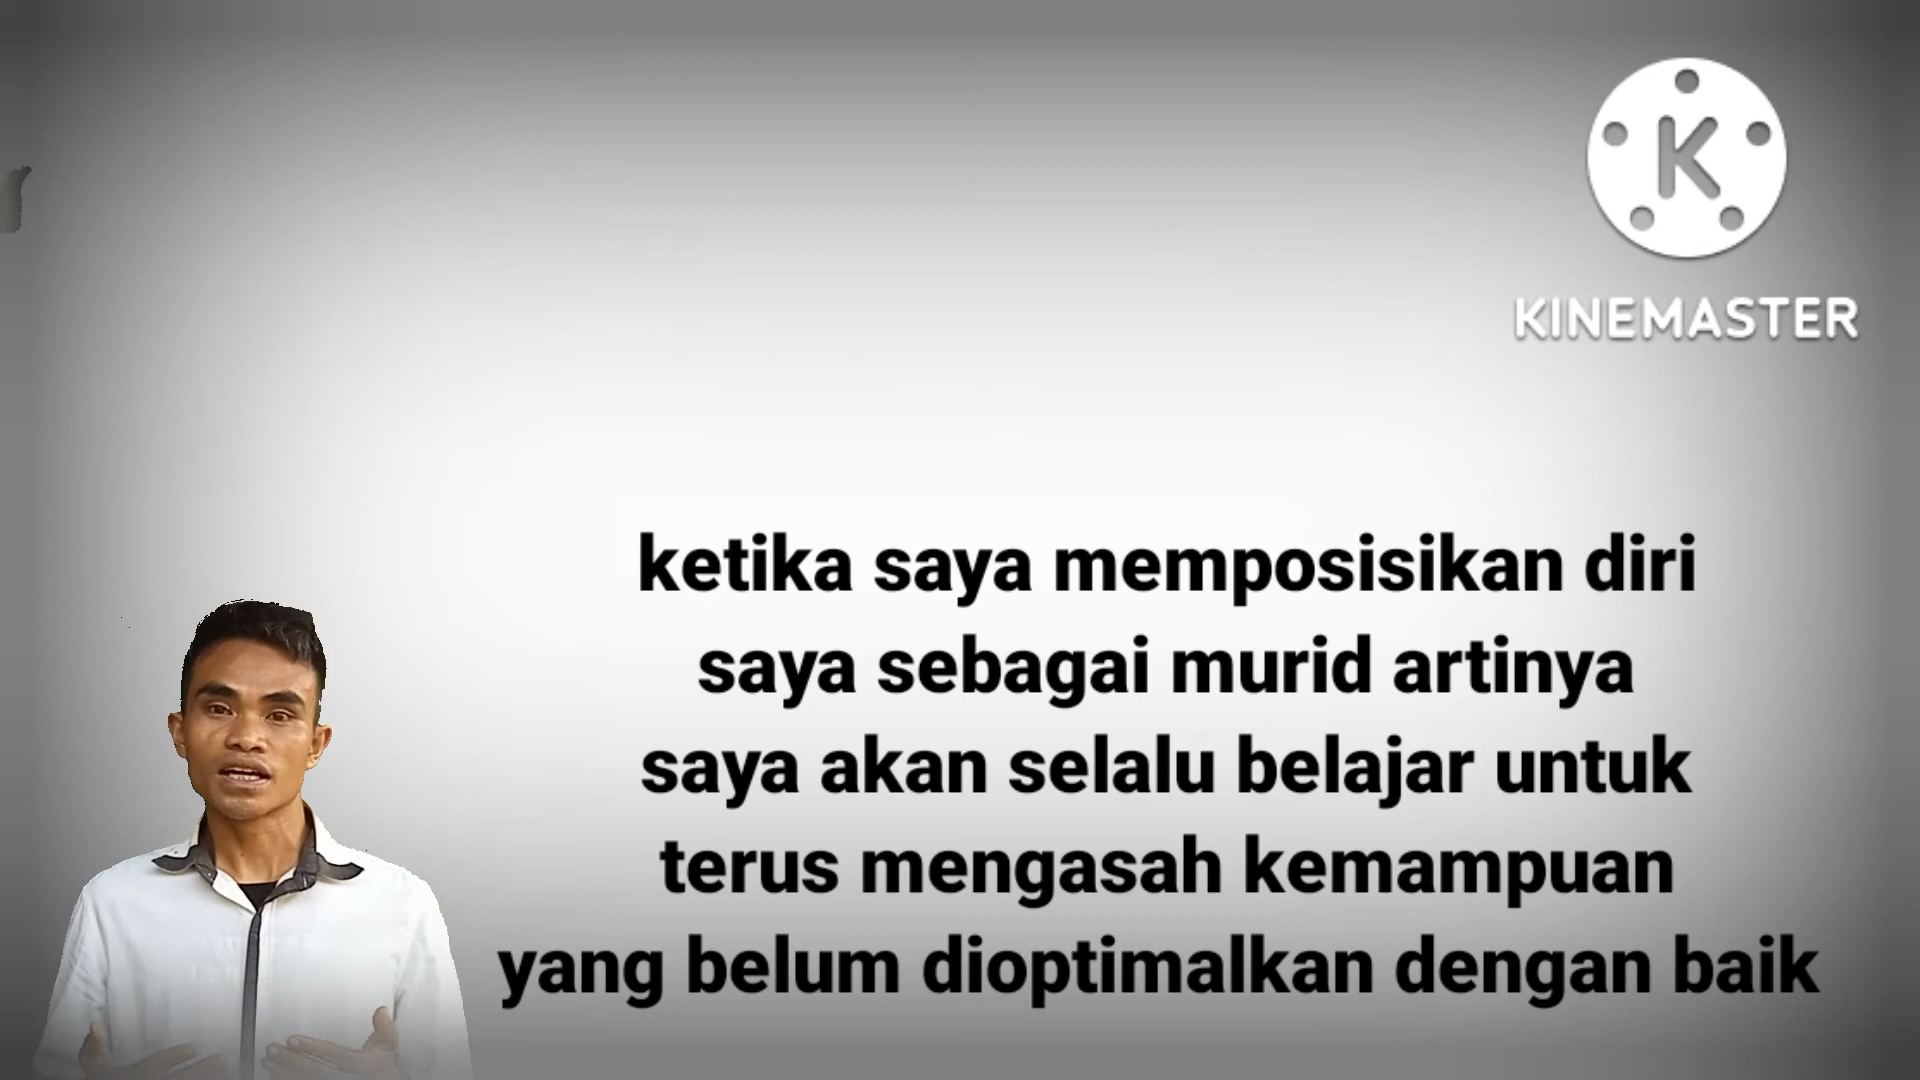 K
KINEMASTER
ketika saya memposisikan diri
saya sebagai murid artinya
saya akan selalu belajar untuk
terus mengasah kemampuan
yang belum dioptimalkan dengan baik